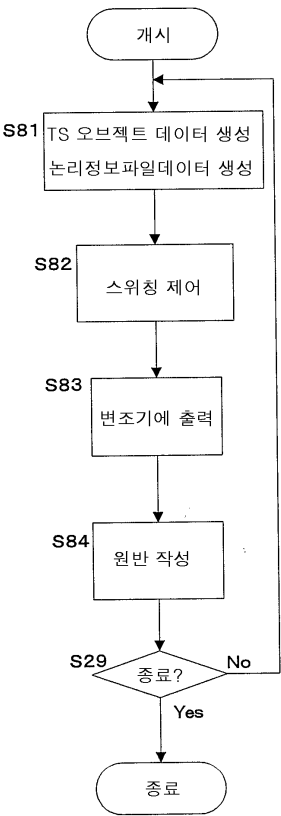 개시
S81
TS 오브젝트 데이터 생성
논리정보파일데이터 생성
S82
스위칭 제어
S83
변조기에 출력
S84
원반 작성
S29
종료?
No
Yes
종료